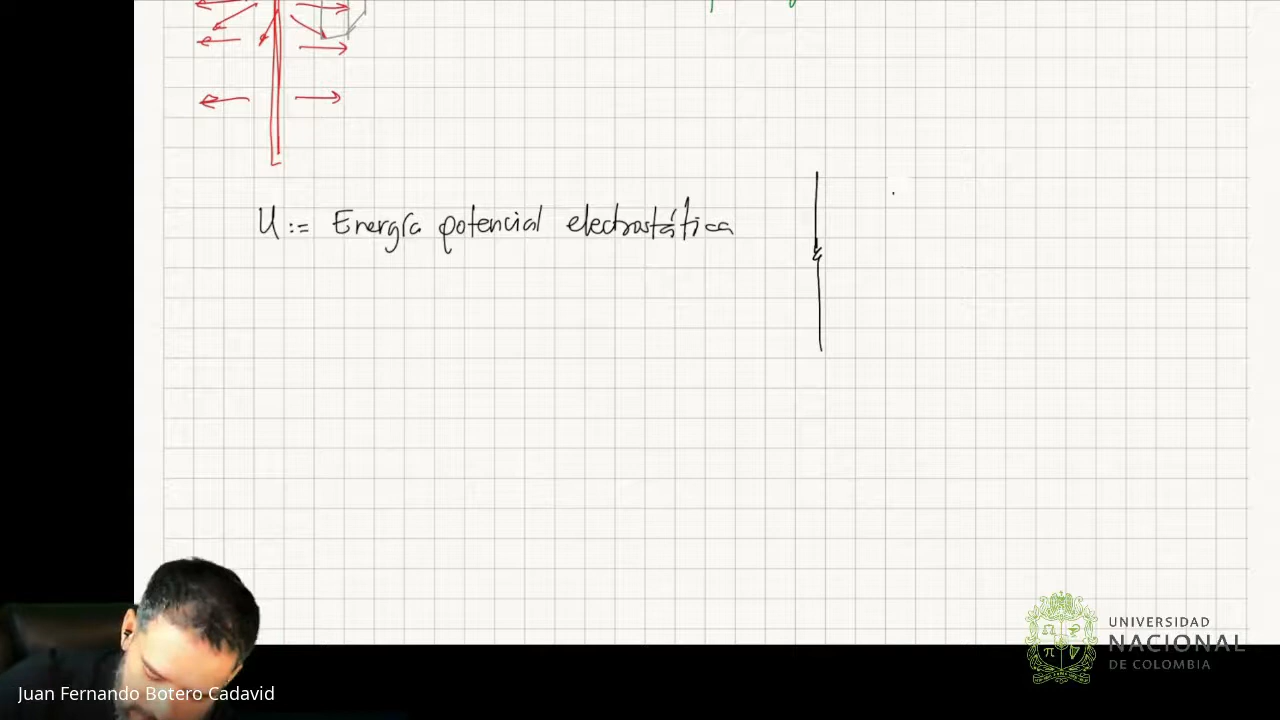 U := Energía potencial electrostática
UNIVERSIDAD
NACIONAL
DE COLOMBIA
Juan Fernando Botero Cadavid